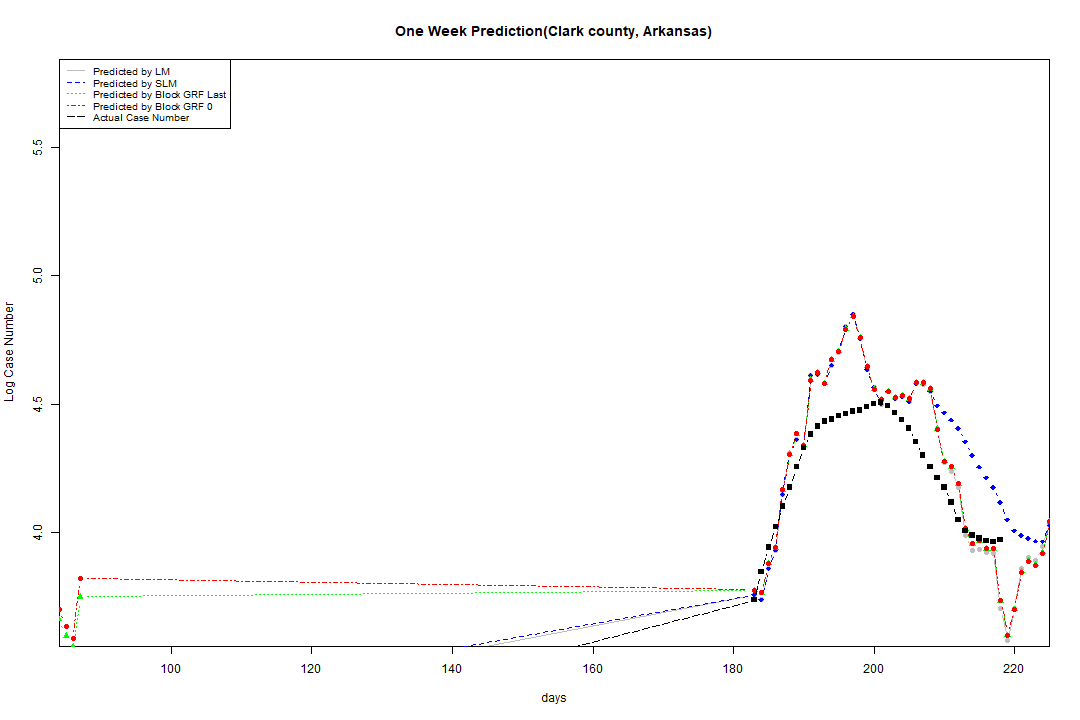 One Week Prediction(Clark county, Arkansas)
Predicted by LM
Predicted by SLM
Predicted by Block GRF Last
Predicted by Block GRF 0
Actual Case Number
Log Case Number
5.5
5.0
4.5
4.0
100 120 140 160 180 200 220
days